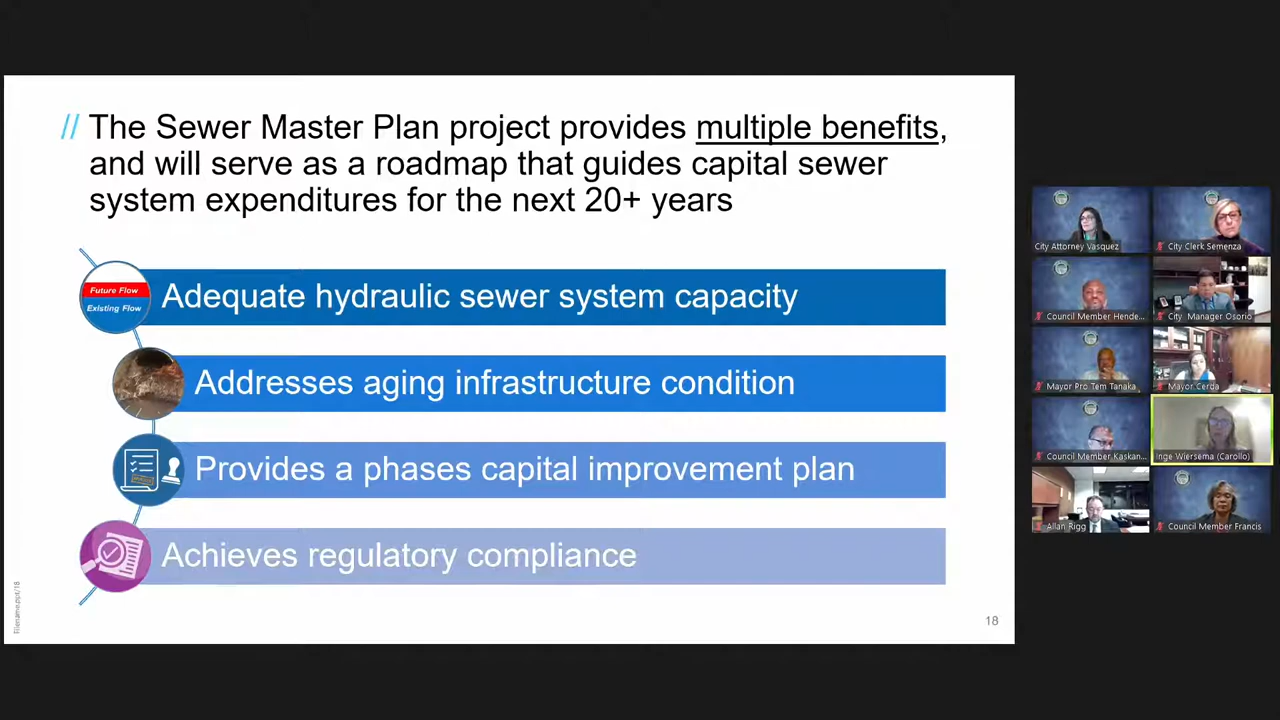 // The Sewer Master Plan project provides multiple benefits,
and will serve as a roadmap that guides capital sewer
system expenditures for the next 20+ years
Future Flow
Existing Flow
Adequate hydraulic sewer system capacity
Addresses aging infrastructure condition
Provides a phases capital improvement plan
Achieves regulatory compliance
Filename.ppt/18
18
City Attorney Vasquez
City Clerk Semenza
Council Member Hende...
City Manager Osorio
Mayor Pro Tem Tanaka
Mayor Cerda
Council Member Kaskan...
Inge Wiersema (Carollo)
Allan Rigg
Council Member Francis